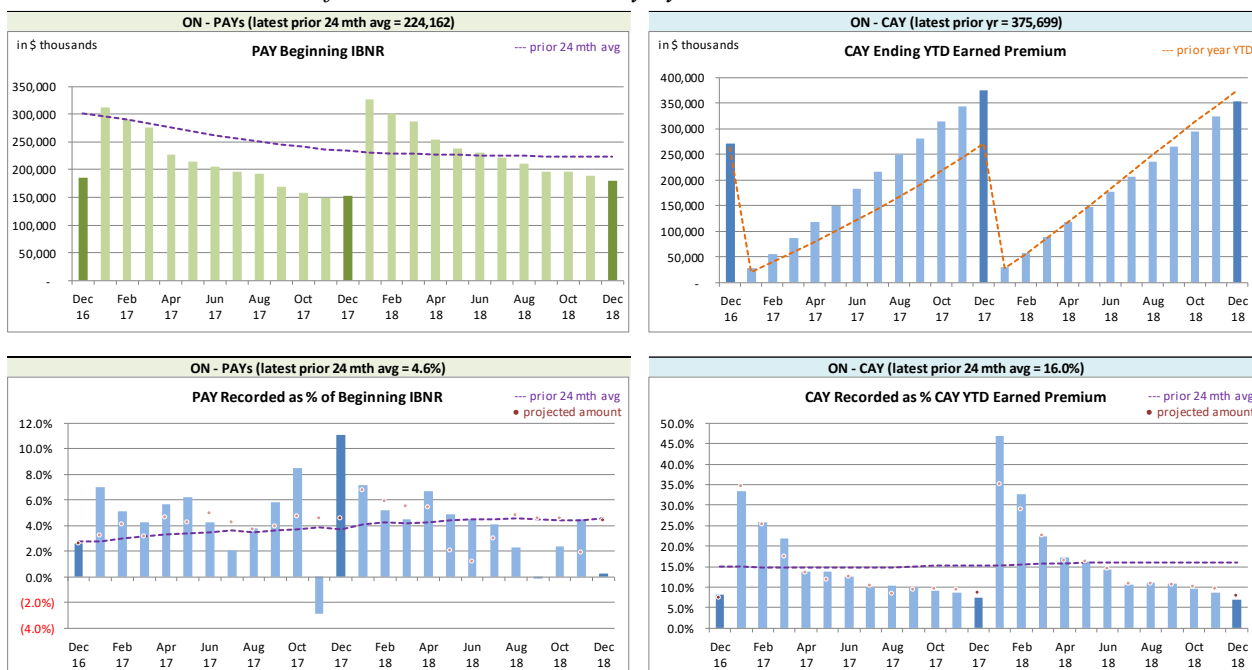 ON - PAYs (latest prior 24 mth avg = 224,162)
in $ thousands
PAY Beginning IBNR
--- prior 24 mth avg
350,000
300,000
250,000
200,000
150,000
100,000
50,000
-
Dec Feb Apr Jun Aug Oct Dec Feb Apr Jun Aug Oct Dec
16 17 17 17 17 17 17 18 18 18 18 18 18
ON - CAY (latest prior yr = 375,699)
in $ thousands
CAY Ending YTD Earned Premium
--- prior year YTD
400,000
350,000
300,000
250,000
200,000
150,000
100,000
50,000
-
Dec Feb Apr Jun Aug Oct Dec Feb Apr Jun Aug Oct Dec
16 17 17 17 17 17 17 18 18 18 18 18 18
ON - PAYs (latest prior 24 mth avg = 4.6%)
PAY Recorded as % of Beginning IBNR
--- prior 24 mth avg
● projected amount
12.0%
10.0%
8.0%
6.0%
4.0%
2.0%
0.0%
(2.0%)
(4.0%)
Dec Feb Apr Jun Aug Oct Dec Feb Apr Jun Aug Oct Dec
16 17 17 17 17 17 17 18 18 18 18 18 18
ON - CAY (latest prior 24 mth avg = 16.0%)
CAY Recorded as % CAY YTD Earned Premium
--- prior 24 mth avg
● projected amount
50.0%
45.0%
40.0%
35.0%
30.0%
25.0%
20.0%
15.0%
10.0%
5.0%
0.0%
Dec Feb Apr Jun Aug Oct Dec Feb Apr Jun Aug Oct Dec
16 17 17 17 17 17 17 18 18 18 18 18 18